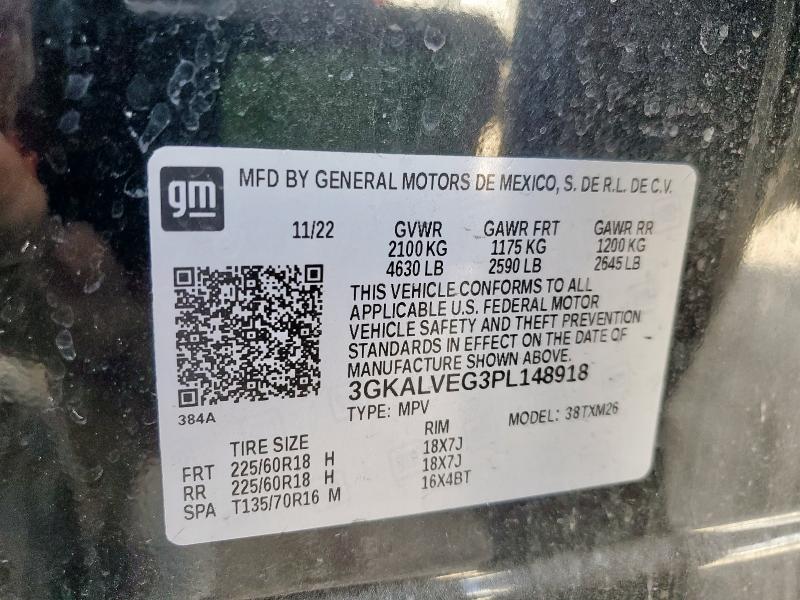 gm MFD BY GENERAL MOTORS DE MEXICO, S. DE R.L. DE C.V.
11/22 GVWR GAWR FRT GAWR RR
2100 KG 1175 KG 1200 KG
4630 LB 2590 LB 2645 LB
THIS VEHICLE CONFORMS TO ALL
APPLICABLE U.S. FEDERAL MOTOR
VEHICLE SAFETY AND THEFT PREVENTION
STANDARDS IN EFFECT ON THE DATE OF
MANUFACTURE SHOWN ABOVE.
3GKALVEG3PL148918
384A
TYPE: MPV MODEL: 38TXM26
TIRE SIZE RIM
FRT 225/60R18 H 18X7J
RR 225/60R18 H 18X7J
SPA T135/70R16 M 16X4BT